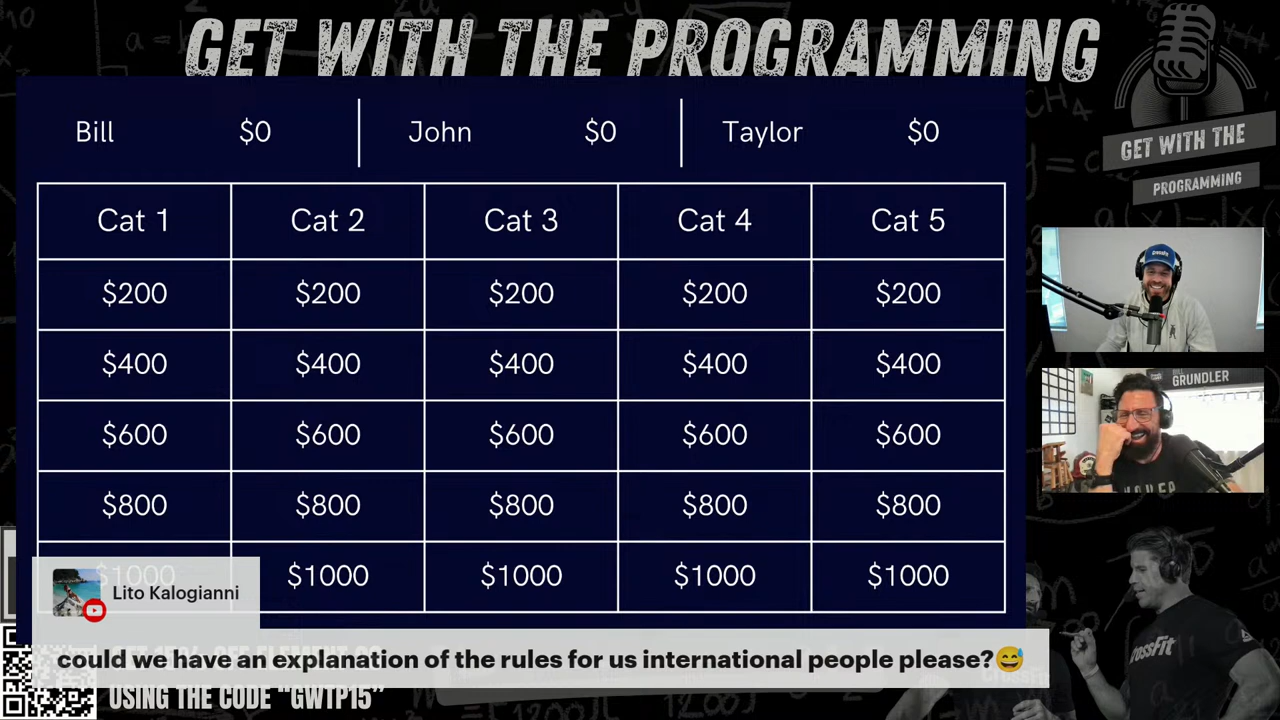 GET WITH THE PROGRAMMING
Bill $0 John $0 Taylor $0
Cat 1 Cat 2 Cat 3 Cat 4 Cat 5
$200 $200 $200 $200 $200
$400 $400 $400 $400 $400
$600 $600 $600 $600 $600
$800 $800 $800 $800 $800
$1000 $1000 $1000 $1000 $1000
GET WITH THE
PROGRAMMING
GRUNDLER
Lito Kalogianni
could we have an explanation of the rules for us international people please?😅
USING THE CODE "GWTP15"
CrossFit